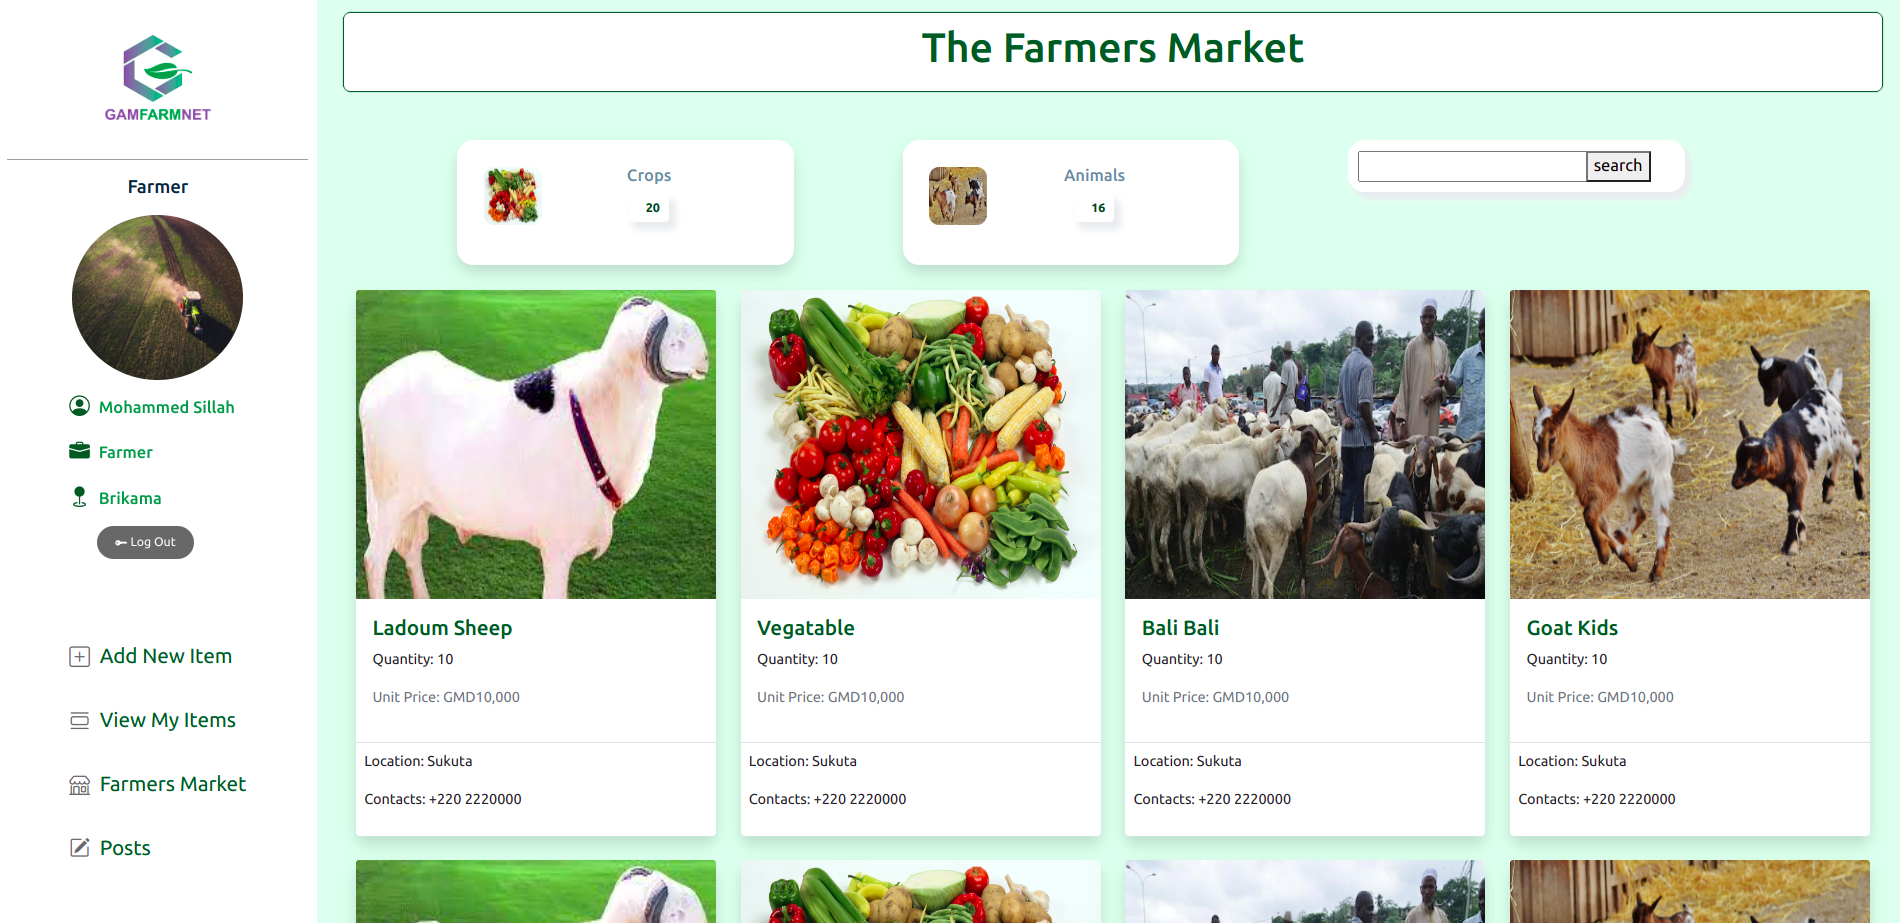 GAMFARMNET
Farmer
Mohammed Sillah
Farmer
Brikama
Log Out
Add New Item
View My Items
Farmers Market
Posts
The Farmers Market
Crops
20
Animals
16
search
Ladoum Sheep
Quantity: 10
Unit Price: GMD10,000
Location: Sukuta
Contacts: +220 2220000
Vegatable
Quantity: 10
Unit Price: GMD10,000
Location: Sukuta
Contacts: +220 2220000
Bali Bali
Quantity: 10
Unit Price: GMD10,000
Location: Sukuta
Contacts: +220 2220000
Goat Kids
Quantity: 10
Unit Price: GMD10,000
Location: Sukuta
Contacts: +220 2220000